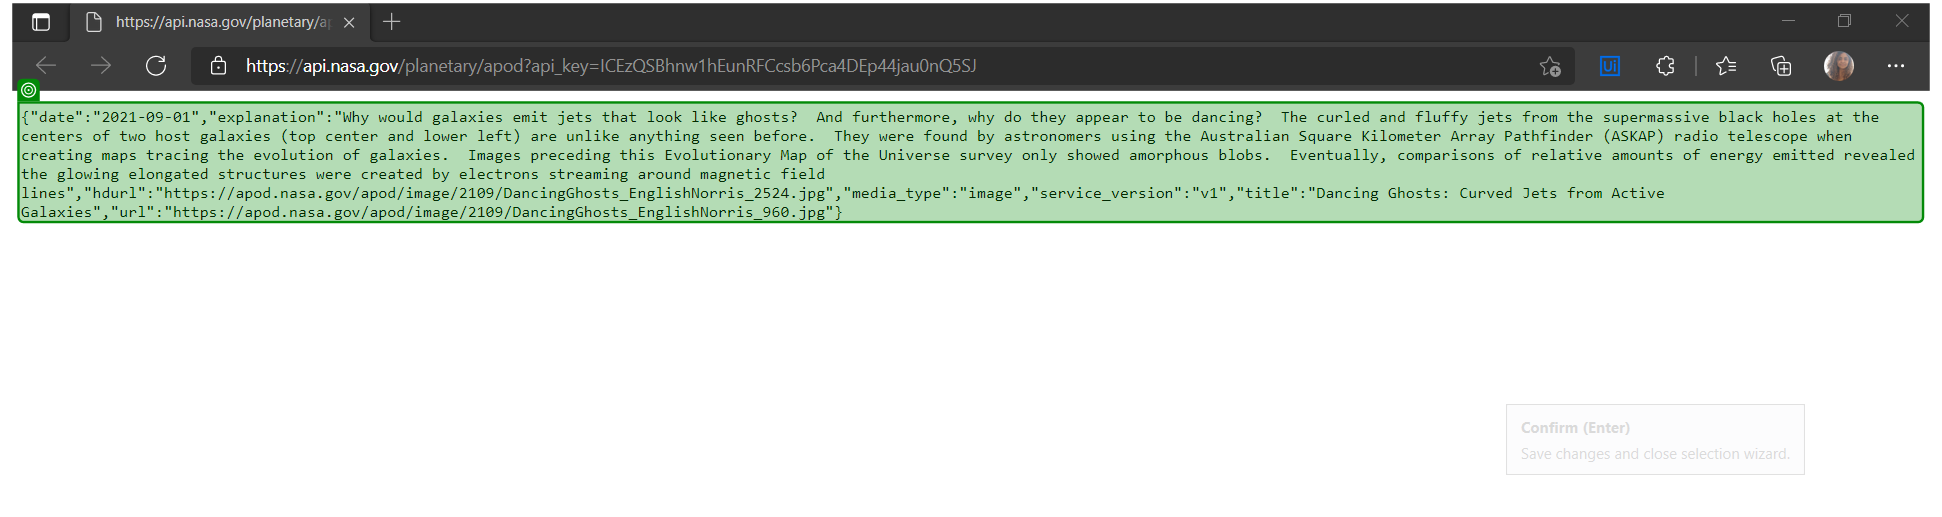 https://api.nasa.gov/planetary/ap
https://api.nasa.gov/planetary/apod?api_key=ICEzQSBhnw1hEunRFCcsb6Pca4DEp44jau0nQ5SJ
Ui
{"date":"2021-09-01","explanation":"Why would galaxies emit jets that look like ghosts?  And furthermore, why do they appear to be dancing?  The curled and fluffy jets from the supermassive black holes at the
centers of two host galaxies (top center and lower left) are unlike anything seen before.  They were found by astronomers using the Australian Square Kilometer Array Pathfinder (ASKAP) radio telescope when
creating maps tracing the evolution of galaxies.  Images preceding this Evolutionary Map of the Universe survey only showed amorphous blobs.  Eventually, comparisons of relative amounts of energy emitted revealed
the glowing elongated structures were created by electrons streaming around magnetic field
lines","hdurl":"https://apod.nasa.gov/apod/image/2109/DancingGhosts_EnglishNorris_2524.jpg","media_type":"image","service_version":"v1","title":"Dancing Ghosts: Curved Jets from Active
Galaxies","url":"https://apod.nasa.gov/apod/image/2109/DancingGhosts_EnglishNorris_960.jpg"}
Confirm (Enter)
Save changes and close selection wizard.